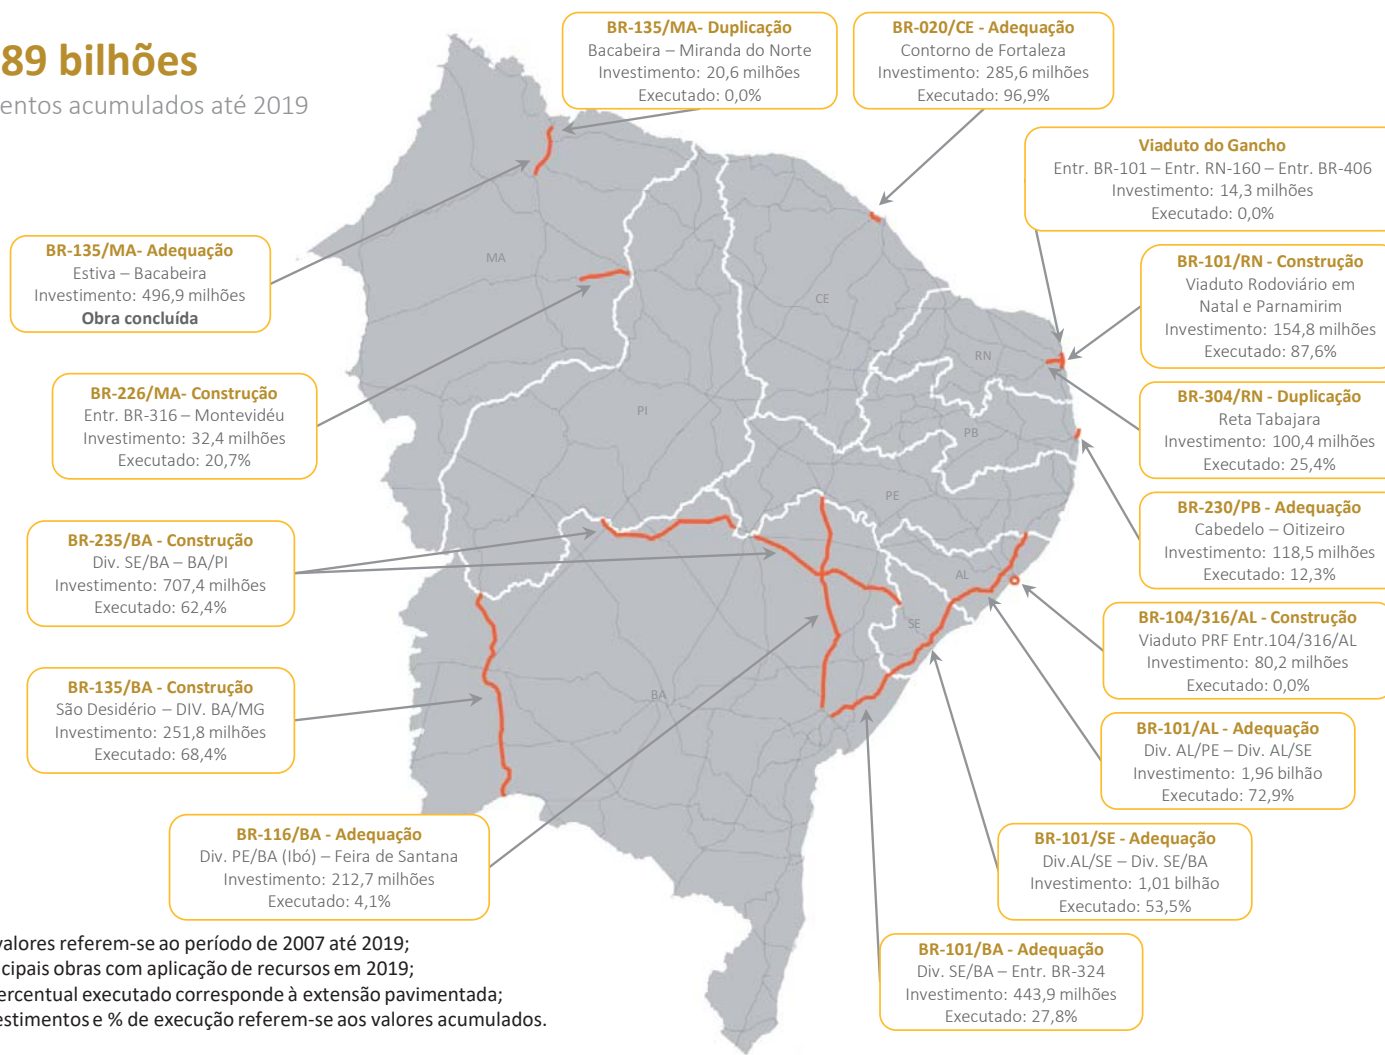 89 bilhões
entos acumulados até 2019
BR-135/MA- Duplicação
Bacabeira – Miranda do Norte
Investimento: 20,6 milhões
Executado: 0,0%
BR-020/CE - Adequação
Contorno de Fortaleza
Investimento: 285,6 milhões
Executado: 96,9%
Viaduto do Gancho
Entr. BR-101 – Entr. RN-160 – Entr. BR-406
Investimento: 14,3 milhões
Executado: 0,0%
BR-135/MA- Adequação
Estiva – Bacabeira
Investimento: 496,9 milhões
Obra concluída
BR-101/RN - Construção
Viaduto Rodoviário em
Natal e Parnamirim
Investimento: 154,8 milhões
Executado: 87,6%
BR-226/MA- Construção
Entr. BR-316 – Montevidéu
Investimento: 32,4 milhões
Executado: 20,7%
BR-304/RN - Duplicação
Reta Tabajara
Investimento: 100,4 milhões
Executado: 25,4%
BR-230/PB - Adequação
Cabedelo – Oitizeiro
Investimento: 118,5 milhões
Executado: 12,3%
BR-235/BA - Construção
Div. SE/BA – BA/PI
Investimento: 707,4 milhões
Executado: 62,4%
BR-104/316/AL - Construção
Viaduto PRF Entr.104/316/AL
Investimento: 80,2 milhões
Executado: 0,0%
BR-135/BA - Construção
São Desidério – DIV. BA/MG
Investimento: 251,8 milhões
Executado: 68,4%
BR-101/AL - Adequação
Div. AL/PE – Div. AL/SE
Investimento: 1,96 bilhão
Executado: 72,9%
BR-116/BA - Adequação
Div. PE/BA (Ibó) – Feira de Santana
Investimento: 212,7 milhões
Executado: 4,1%
BR-101/SE - Adequação
Div.AL/SE – Div. SE/BA
Investimento: 1,01 bilhão
Executado: 53,5%
BR-101/BA - Adequação
Div. SE/BA – Entr. BR-324
Investimento: 443,9 milhões
Executado: 27,8%
MA
CE
RN
PI
PB
PE
AL
SE
BA
valores referem-se ao período de 2007 até 2019;
cipais obras com aplicação de recursos em 2019;
ercentual executado corresponde à extensão pavimentada;
estimentos e % de execução referem-se aos valores acumulados.